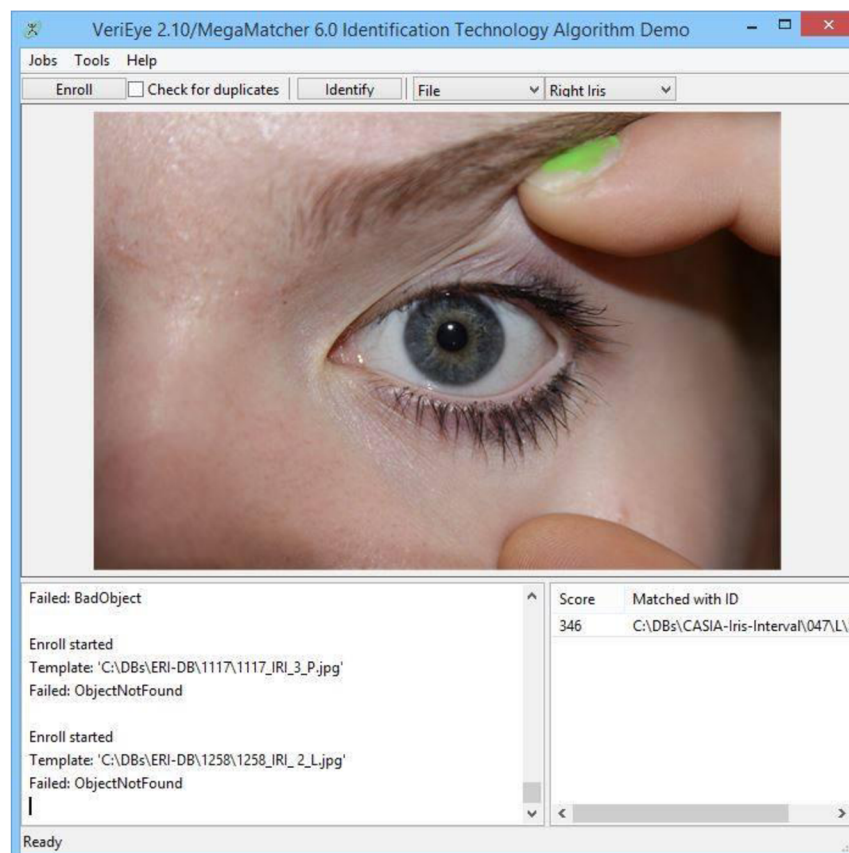 VeriEye 2.10/MegaMatcher 6.0 Identification Technology Algorithm Demo
Jobs Tools Help
Enroll Check for duplicates Identify File Right Iris
Failed: BadObject
Enroll started
Template: 'C:\DBs\ERI-DB\1117\1117_IRI_3_P.jpg'
Failed: ObjectNotFound
Enroll started
Template: 'C:\DBs\ERI-DB\1258\1258_IRI_ 2_L.jpg'
Failed: ObjectNotFound
Score Matched with ID
346 C:\DBs\CASIA-Iris-Interval\047\L\
Ready